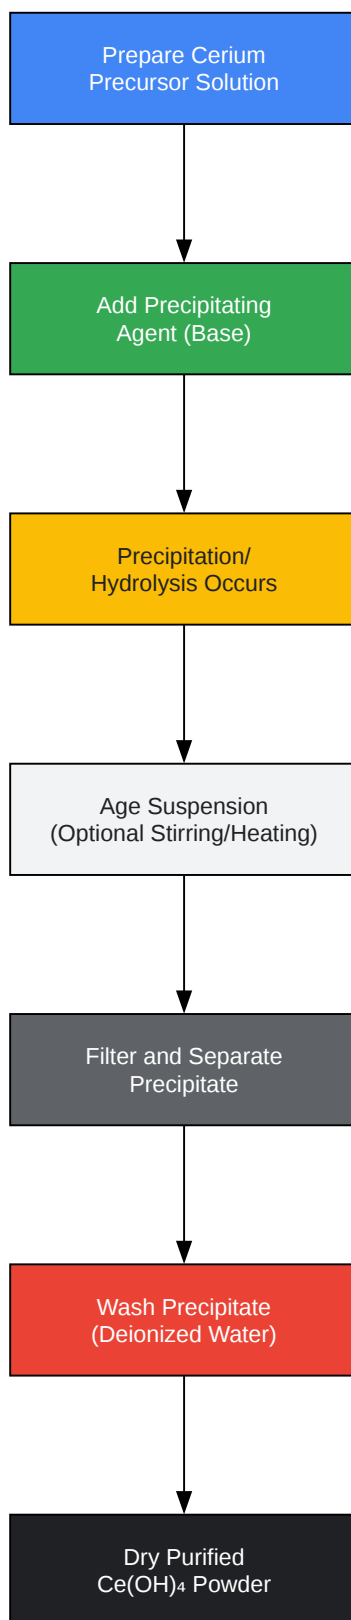 Prepare Cerium
Precursor Solution
Add Precipitating
Agent (Base)
Precipitation/
Hydrolysis Occurs
Age Suspension
(Optional Stirring/Heating)
Filter and Separate
Precipitate
Wash Precipitate
(Deionized Water)
Dry Purified
Ce(OH)₄ Powder